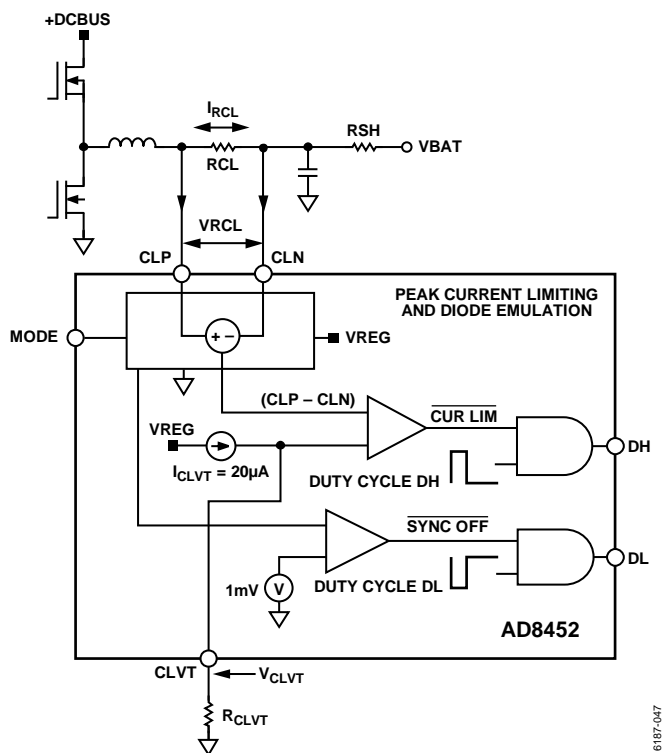 +DCBUS
I_RCL
RCL
RSH
VBAT
VRCL
CLP
CLN
PEAK CURRENT LIMITING
AND DIODE EMULATION
MODE
+ –
VREG
(CLP – CLN)
CUR LIM
VREG
I_CLVT = 20µA
DUTY CYCLE DH
DH
SYNC OFF
1mV
V
DUTY CYCLE DL
DL
AD8452
CLVT
V_CLVT
R_CLVT
6187-047